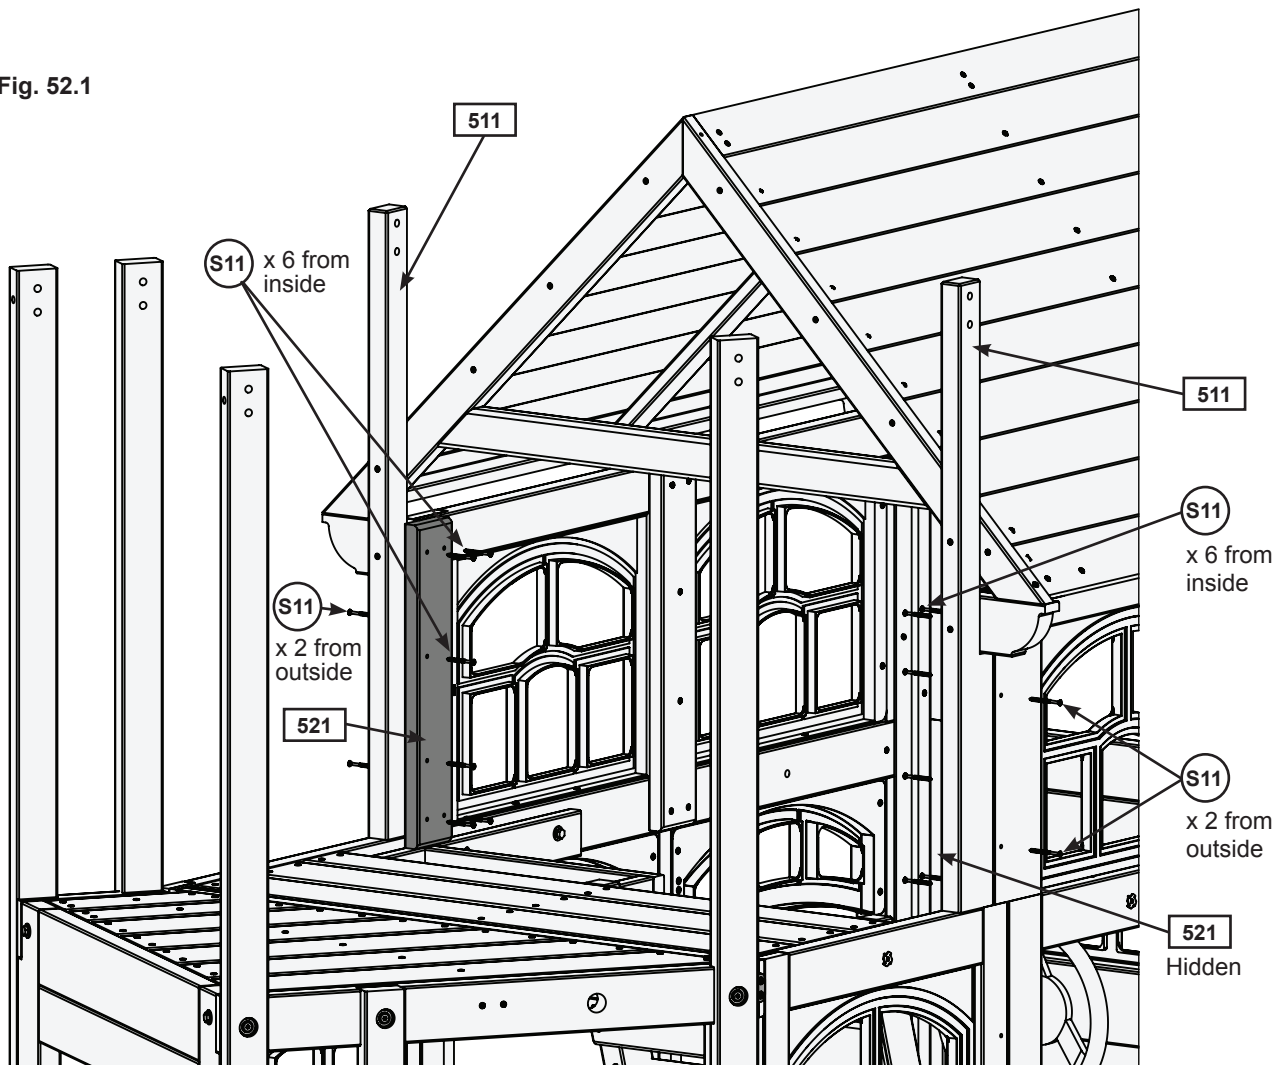 Fig. 52.1
511
S11 x 6 from
inside
511
S11
x 6 from
inside
S11
x 2 from
outside
521
S11
x 2 from
outside
521
Hidden